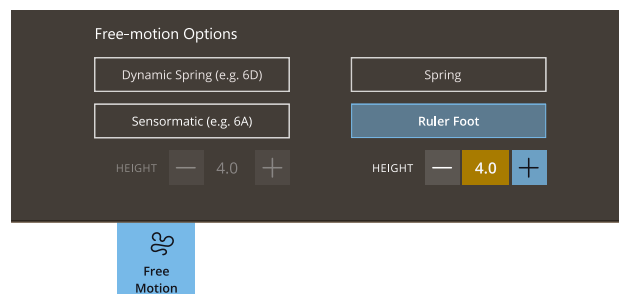 Free-motion Options
Dynamic Spring (e.g. 6D)
Spring
Sensormatic (e.g. 6A)
Ruler Foot
HEIGHT — 4.0 +
HEIGHT — 4.0 +
Free
Motion